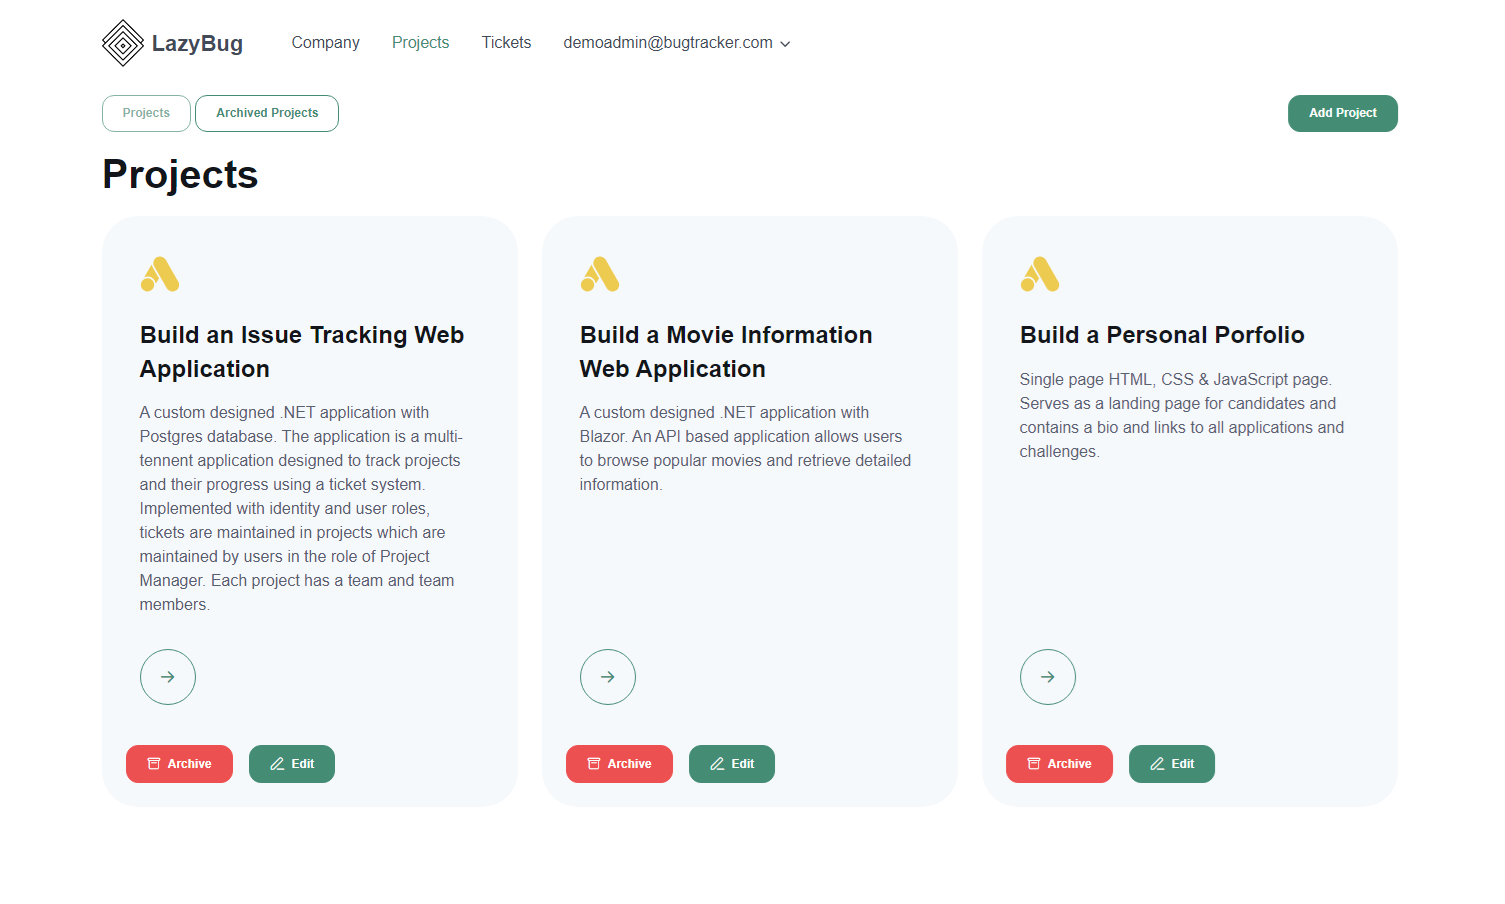 LazyBug
Company
Projects
Tickets
demoadmin@bugtracker.com
Projects
Archived Projects
Add Project
Projects
Build an Issue Tracking Web
Application
A custom designed .NET application with
Postgres database. The application is a multi-
tennent application designed to track projects
and their progress using a ticket system.
Implemented with identity and user roles,
tickets are maintained in projects which are
maintained by users in the role of Project
Manager. Each project has a team and team
members.
Archive
Edit
Build a Movie Information
Web Application
A custom designed .NET application with
Blazor. An API based application allows users
to browse popular movies and retrieve detailed
information.
Archive
Edit
Build a Personal Porfolio
Single page HTML, CSS & JavaScript page.
Serves as a landing page for candidates and
contains a bio and links to all applications and
challenges.
Archive
Edit